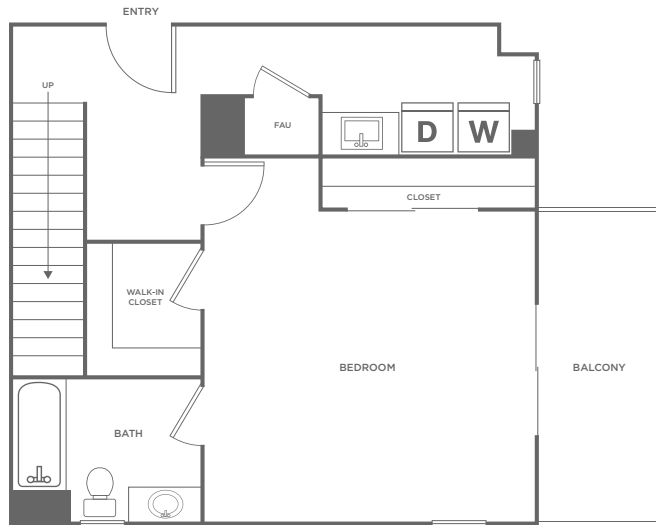 ENTRY
UP
FAU
D
W
CLOSET
WALK-IN
CLOSET
BEDROOM
BALCONY
BATH